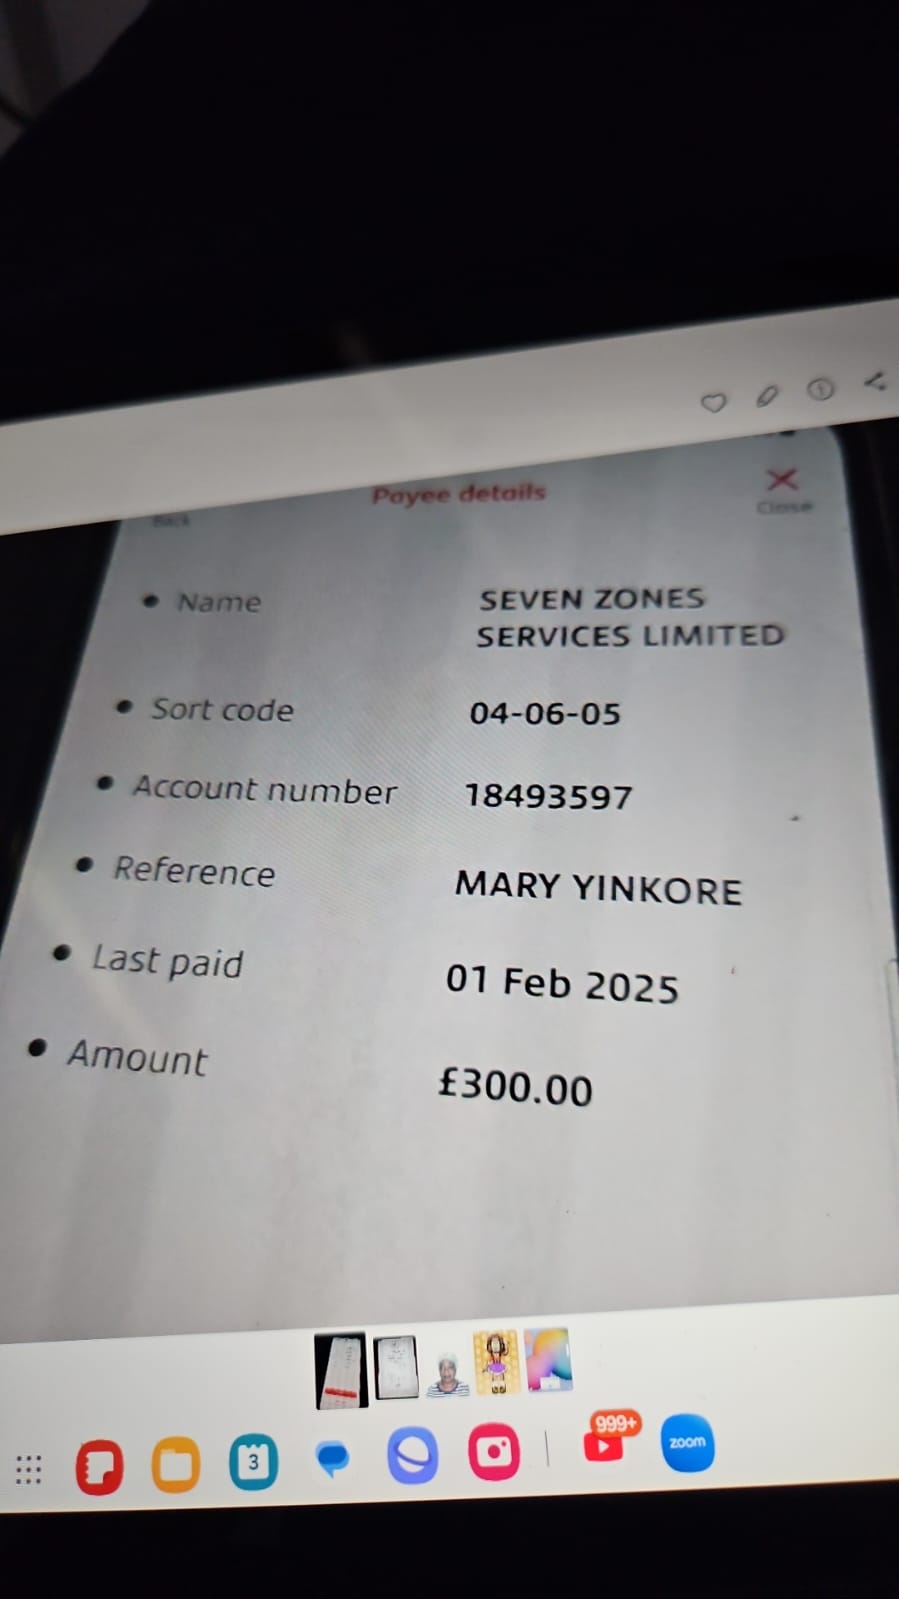 Payee details
Close
Back
Name
SEVEN ZONES
SERVICES LIMITED
Sort code
04-06-05
Account number
18493597
Reference
MARY YINKORE
Last paid
01 Feb 2025
Amount
£300.00
3
999+
zoom